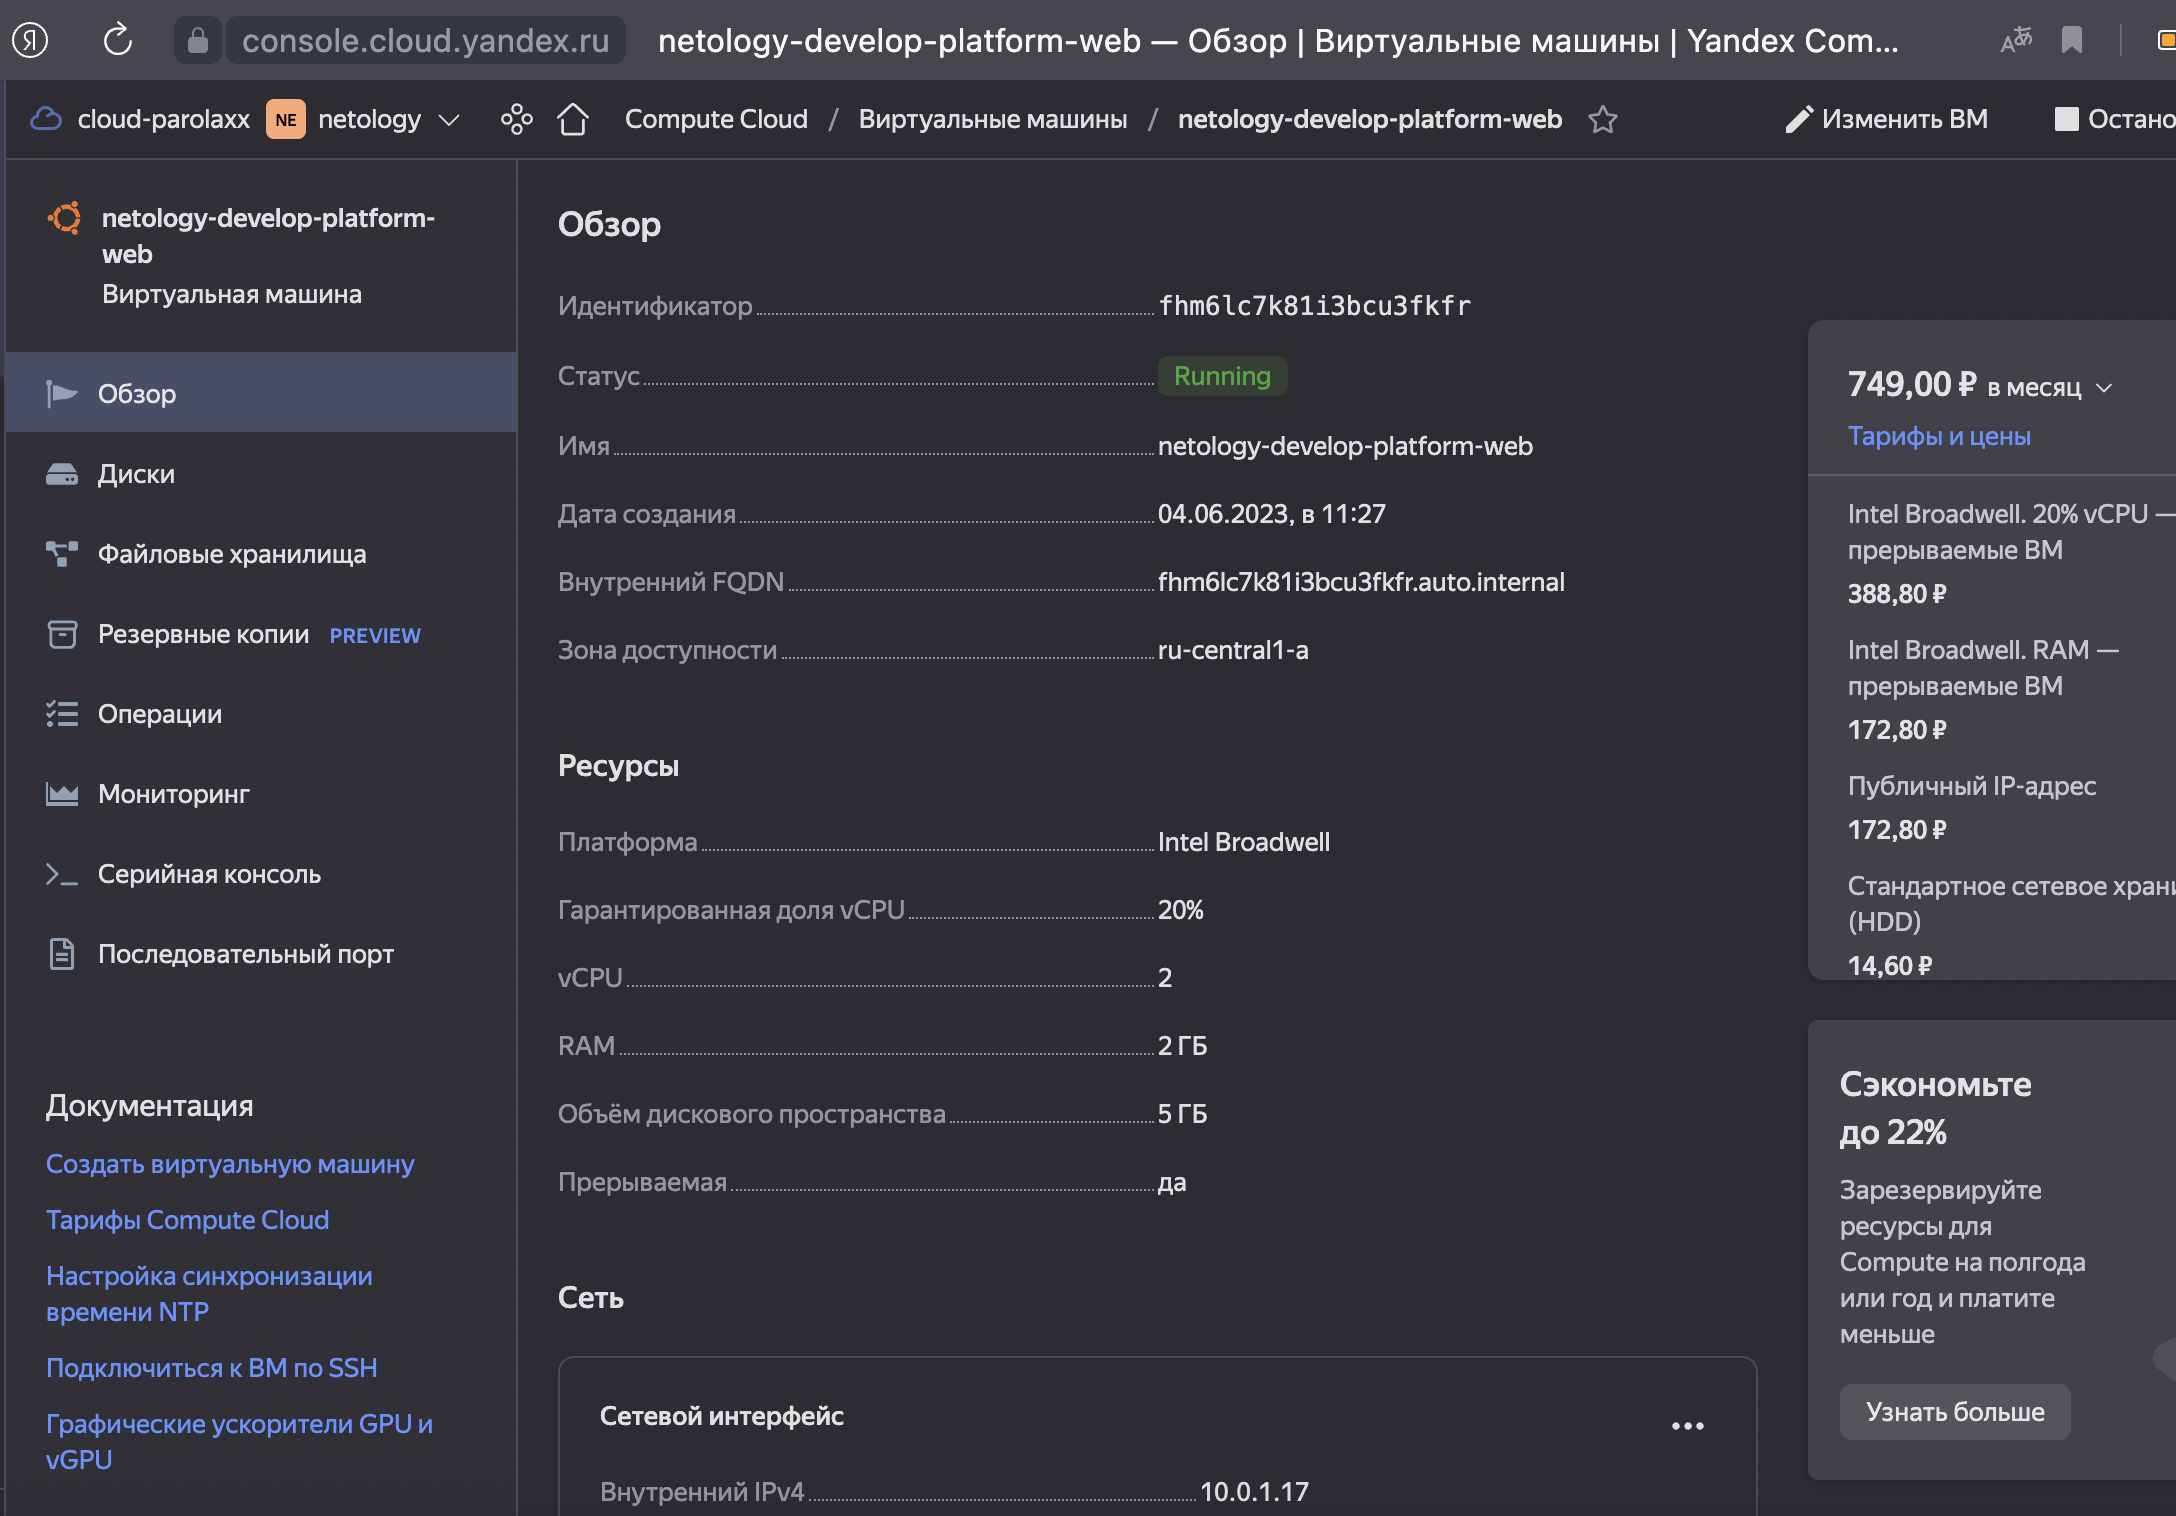 console.cloud.yandex.ru
netology-develop-platform-web — Обзор | Виртуальные машины | Yandex Com...
cloud-parolaxx NE netology
Compute Cloud / Виртуальные машины / netology-develop-platform-web
Изменить ВМ
Остано
netology-develop-platform-
web
Виртуальная машина
Обзор
Диски
Файловые хранилища
Резервные копии PREVIEW
Операции
Мониторинг
Серийная консоль
Последовательный порт
Документация
Создать виртуальную машину
Тарифы Compute Cloud
Настройка синхронизации
времени NTP
Подключиться к ВМ по SSH
Графические ускорители GPU и
vGPU
Обзор
Идентификатор fhm6lc7k81i3bcu3fkfr
Статус Running
Имя netology-develop-platform-web
Дата создания 04.06.2023, в 11:27
Внутренний FQDN fhm6lc7k81i3bcu3fkfr.auto.internal
Зона доступности ru-central1-a
Ресурсы
Платформа Intel Broadwell
Гарантированная доля vCPU 20%
vCPU 2
RAM 2 ГБ
Объём дискового пространства 5 ГБ
Прерываемая да
Сеть
Сетевой интерфейс
Внутренний IPv4 10.0.1.17
749,00 ₽ в месяц
Тарифы и цены
Intel Broadwell. 20% vCPU —
прерываемые ВМ
388,80 ₽
Intel Broadwell. RAM —
прерываемые ВМ
172,80 ₽
Публичный IP-адрес
172,80 ₽
Стандартное сетевое храни
(HDD)
14,60 ₽
Сэкономьте
до 22%
Зарезервируйте
ресурсы для
Compute на полгода
или год и платите
меньше
Узнать больше